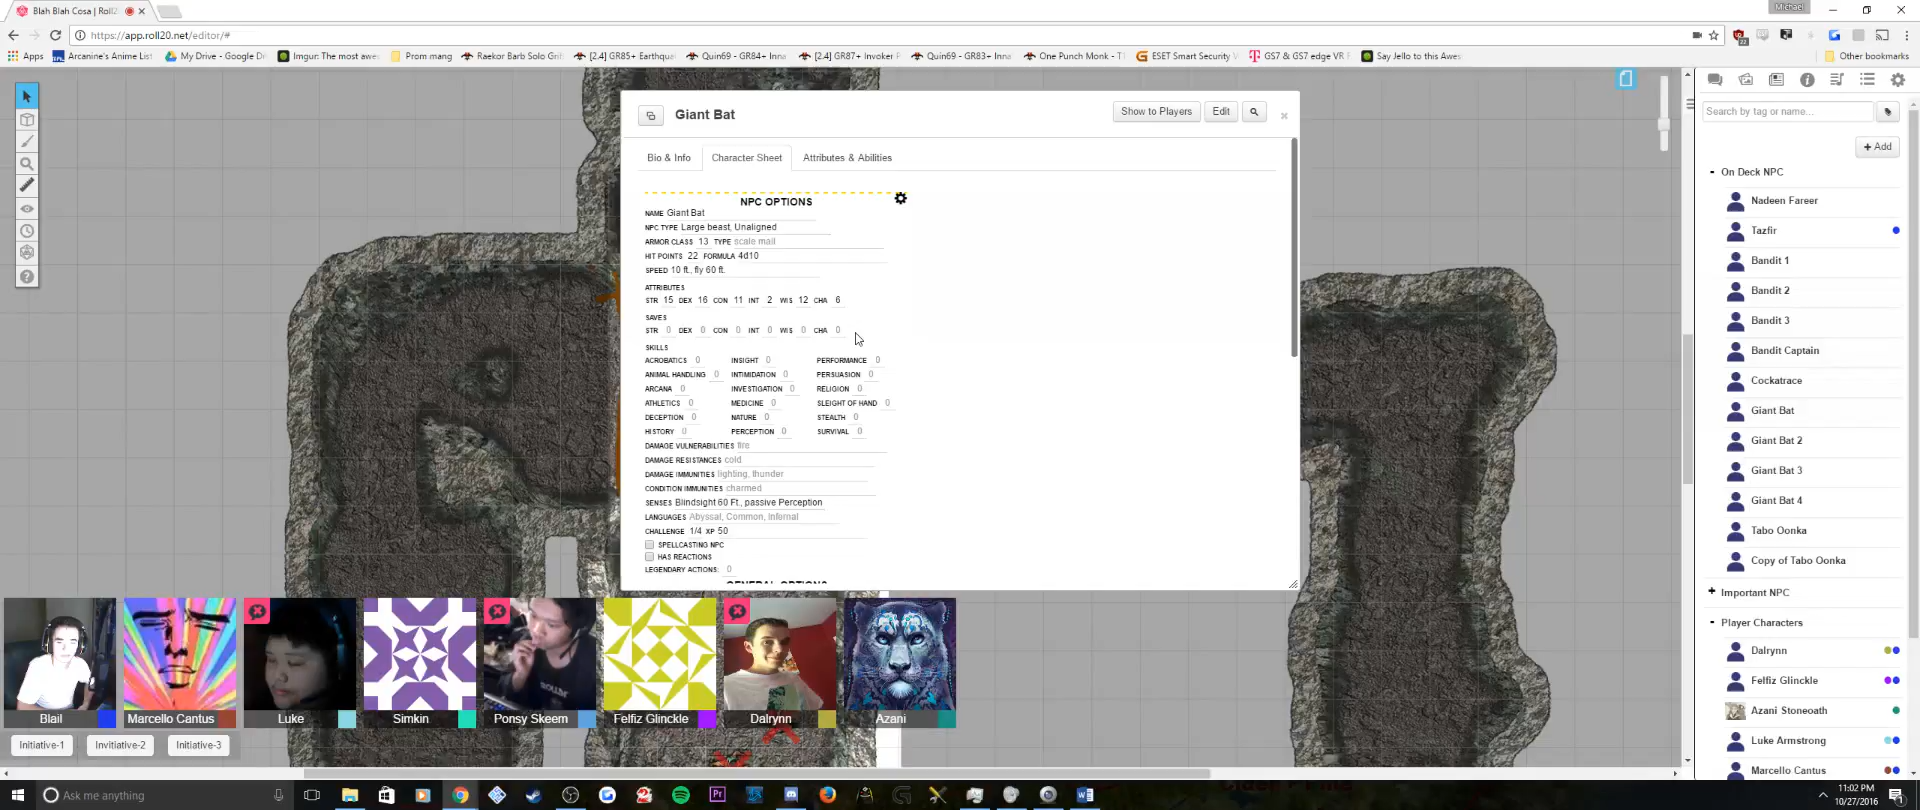 Blah Blah Cosa | Roll20
Michael
https://app.roll20.net/editor/#
Apps
Arcanine's Anime List
My Drive - Google Dr
Imgur: The most awe
Prom mang
Raekor Barb Solo Grif
[2.4] GR85+ Earthqua
Quin69 - GR84+ Inna
[2.4] GR87+ Invoker P
Quin69 - GR83+ Inna
One Punch Monk - T1
ESET Smart Security V
GS7 & GS7 edge VR F
Say Jello to this Awes
Other bookmarks
Giant Bat
Show to Players
Edit
Bio & Info
Character Sheet
Attributes & Abilities
NPC OPTIONS
NAME Giant Bat
NPC TYPE Large beast, Unaligned
ARMOR CLASS 13 TYPE scale mail
HIT POINTS 22 FORMULA 4d10
SPEED 10 ft., fly 60 ft.
ATTRIBUTES
STR 15 DEX 16 CON 11 INT 2 WIS 12 CHA 6
SAVES
STR 0 DEX 0 CON 0 INT 0 WIS 0 CHA 0
SKILLS
ACROBATICS 0 INSIGHT 0 PERFORMANCE 0
ANIMAL HANDLING 0 INTIMIDATION 0 PERSUASION 0
ARCANA 0 INVESTIGATION 0 RELIGION 0
ATHLETICS 0 MEDICINE 0 SLEIGHT OF HAND 0
DECEPTION 0 NATURE 0 STEALTH 0
HISTORY 0 PERCEPTION 0 SURVIVAL 0
DAMAGE VULNERABILITIES fire
DAMAGE RESISTANCES cold
DAMAGE IMMUNITIES lighting, thunder
CONDITION IMMUNITIES charmed
SENSES Blindsight 60 Ft., passive Perception
LANGUAGES Abyssal, Common, Infernal
CHALLENGE 1/4 XP 50
SPELLCASTING NPC
HAS REACTIONS
LEGENDARY ACTIONS: 0
GENERAL OPTIONS
Search by tag or name...
+ Add
On Deck NPC
Nadeen Fareer
Tazfir
Bandit 1
Bandit 2
Bandit 3
Bandit Captain
Cockatrace
Giant Bat
Giant Bat 2
Giant Bat 3
Giant Bat 4
Tabo Oonka
Copy of Tabo Oonka
Important NPC
Player Characters
Dalrynn
Felfiz Glinckle
Azani Stoneoath
Luke Armstrong
Marcello Cantus
Blail
Marcello Cantus
Luke
Simkin
Ponsy Skeem
Felfiz Glinckle
Dalrynn
Azani
Initiative-1
Invitiative-2
Initiative-3
Ask me anything
11:02 PM
10/27/2016